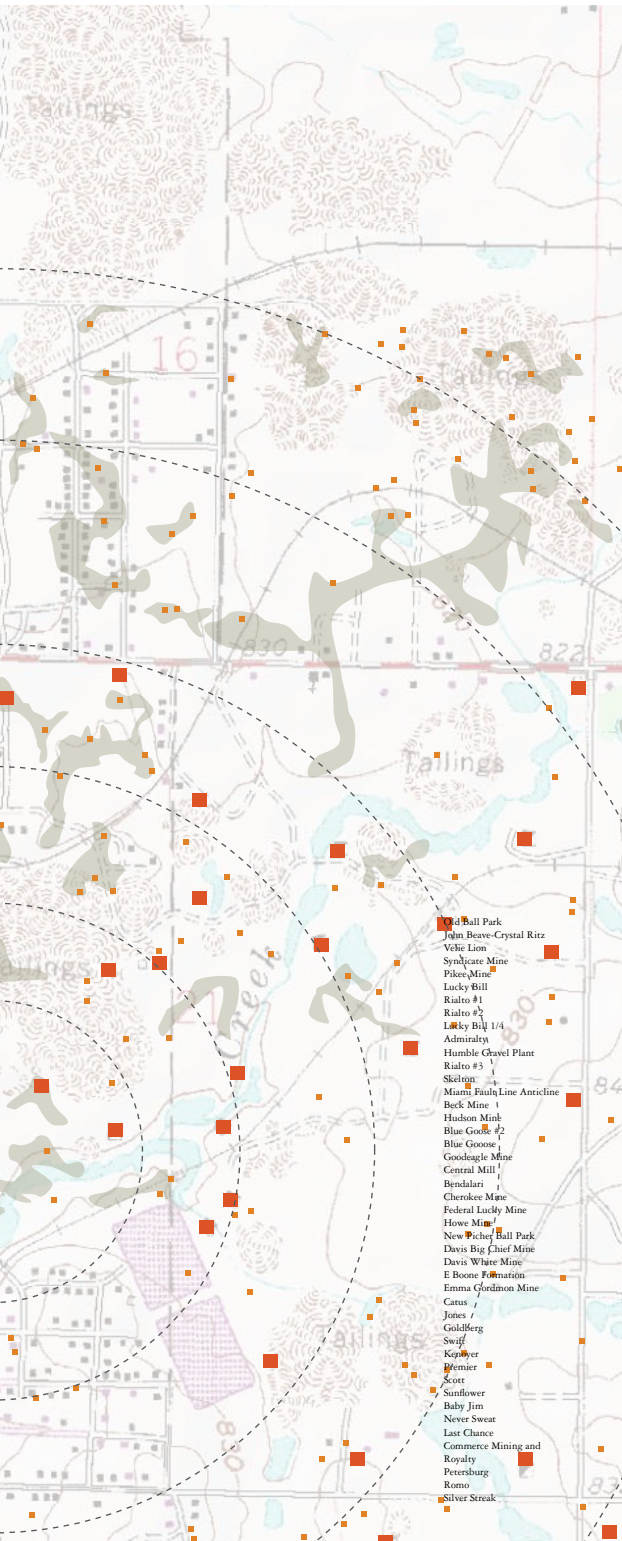 Tailings
16
Tailings
830
822
Tailings
Old Ball Park
John Beave-Crystal Ritz
Velie Lion
Syndicate Mine
Pikee Mine
Lucky Bill
Rialto #1
Rialto #2
Lucky Bill 1/4
Admiralty
Humble Gravel Plant
Rialto #3
Skelton
Miami Fault Line Anticline
Beck Mine
Hudson Mine
Blue Goose #2
Blue Gooose
Goodeagle Mine
Central Mill
Bendalari
Cherokee Mine
Federal Lucky Mine
Howe Mine
New Picher Ball Park
Davis Big Chief Mine
Davis White Mine
E Boone Formation
Emma Gordmon Mine
Catus
Jones
Goldberg
Swift
Kenoyer
Premier
Scott
Sunflower
Baby Jim
Never Sweat
Last Chance
Commerce Mining and
Royalty
Petersburg
Romo
Silver Streak
21
Creek
830
Tailings
830